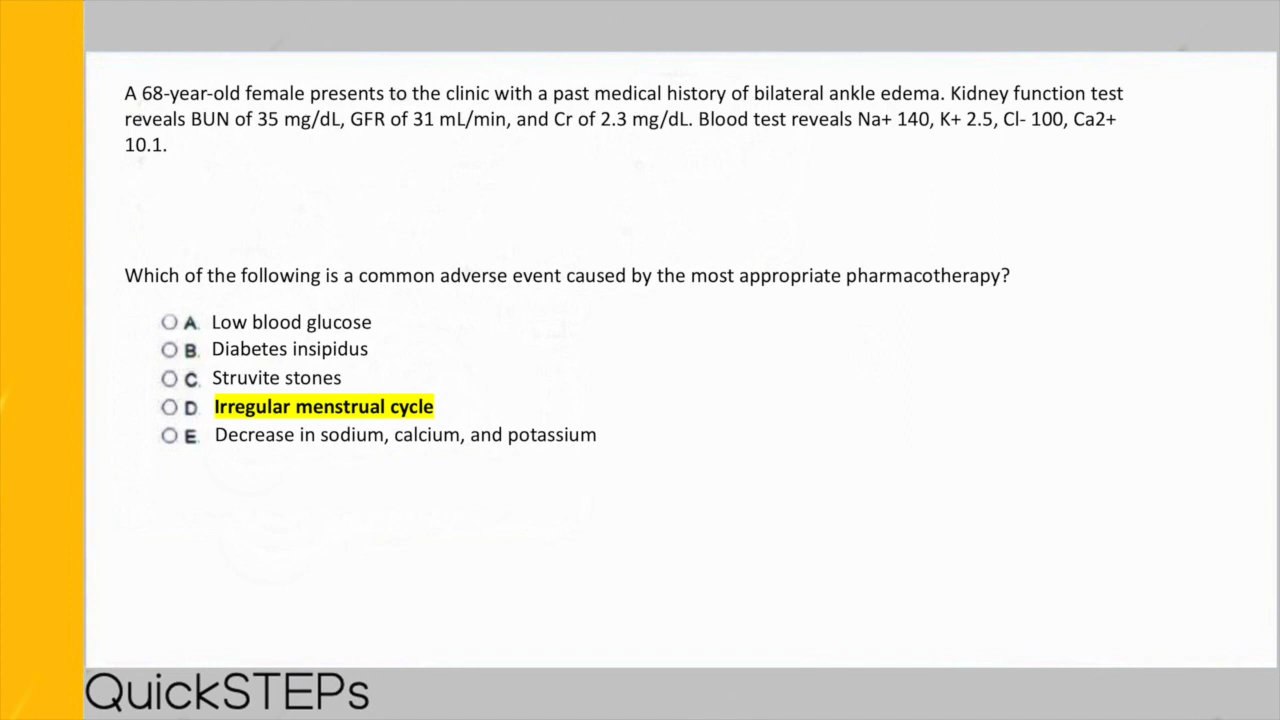 A 68-year-old female presents to the clinic with a past medical history of bilateral ankle edema. Kidney function test
reveals BUN of 35 mg/dL, GFR of 31 mL/min, and Cr of 2.3 mg/dL. Blood test reveals Na+ 140, K+ 2.5, Cl- 100, Ca2+
10.1.
Which of the following is a common adverse event caused by the most appropriate pharmacotherapy?
A. Low blood glucose
B. Diabetes insipidus
C. Struvite stones
D. Irregular menstrual cycle
E. Decrease in sodium, calcium, and potassium
QuickSTEPs